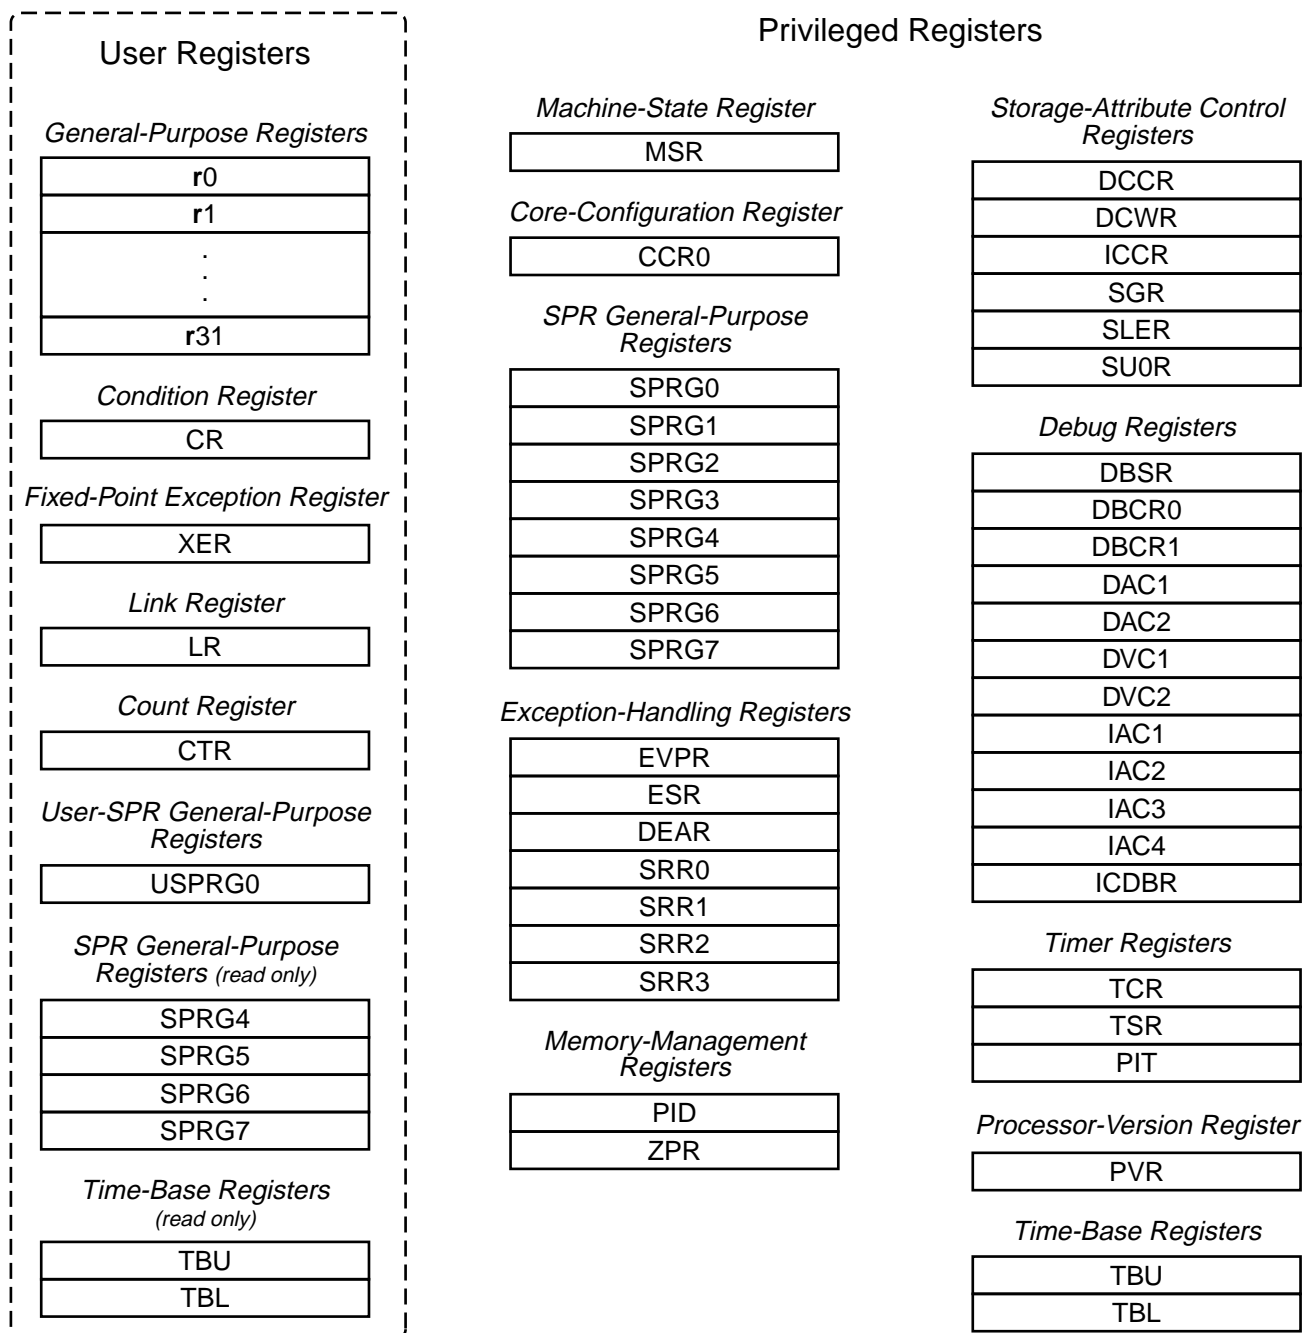 User Registers
General-Purpose Registers
r0
r1
.
.
.
r31
Condition Register
CR
Fixed-Point Exception Register
XER
Link Register
LR
Count Register
CTR
User-SPR General-Purpose
Registers
USPRG0
SPR General-Purpose
Registers (read only)
SPRG4
SPRG5
SPRG6
SPRG7
Time-Base Registers
(read only)
TBU
TBL
Privileged Registers
Machine-State Register
MSR
Core-Configuration Register
CCR0
SPR General-Purpose
Registers
SPRG0
SPRG1
SPRG2
SPRG3
SPRG4
SPRG5
SPRG6
SPRG7
Exception-Handling Registers
EVPR
ESR
DEAR
SRR0
SRR1
SRR2
SRR3
Memory-Management
Registers
PID
ZPR
Storage-Attribute Control
Registers
DCCR
DCWR
ICCR
SGR
SLER
SU0R
Debug Registers
DBSR
DBCR0
DBCR1
DAC1
DAC2
DVC1
DVC2
IAC1
IAC2
IAC3
IAC4
ICDBR
Timer Registers
TCR
TSR
PIT
Processor-Version Register
PVR
Time-Base Registers
TBU
TBL